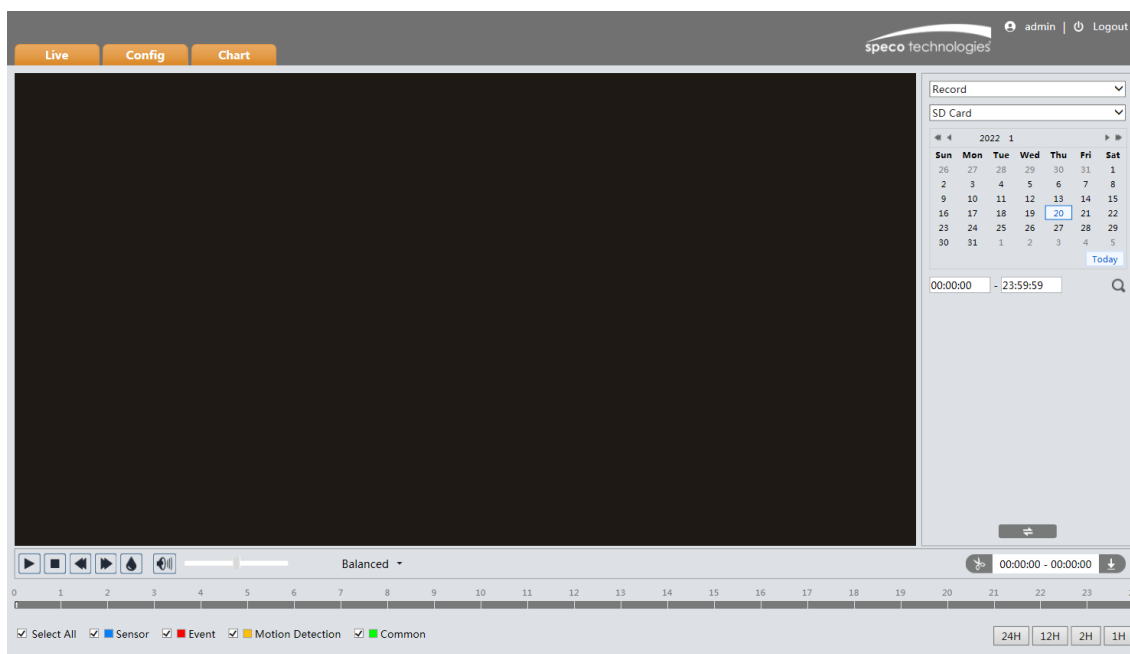 admin | Logout
speco technologies
Live Config Chart
Record
SD Card
2022 1
Sun Mon Tue Wed Thu Fri Sat
26 27 28 29 30 31 1
2 3 4 5 6 7 8
9 10 11 12 13 14 15
16 17 18 19 20 21 22
23 24 25 26 27 28 29
30 31 1 2 3 4 5
Today
00:00:00 - 23:59:59
Balanced
00:00:00 - 00:00:00
0 1 2 3 4 5 6 7 8 9 10 11 12 13 14 15 16 17 18 19 20 21 22 23
Select All Sensor Event Motion Detection Common
24H 12H 2H 1H